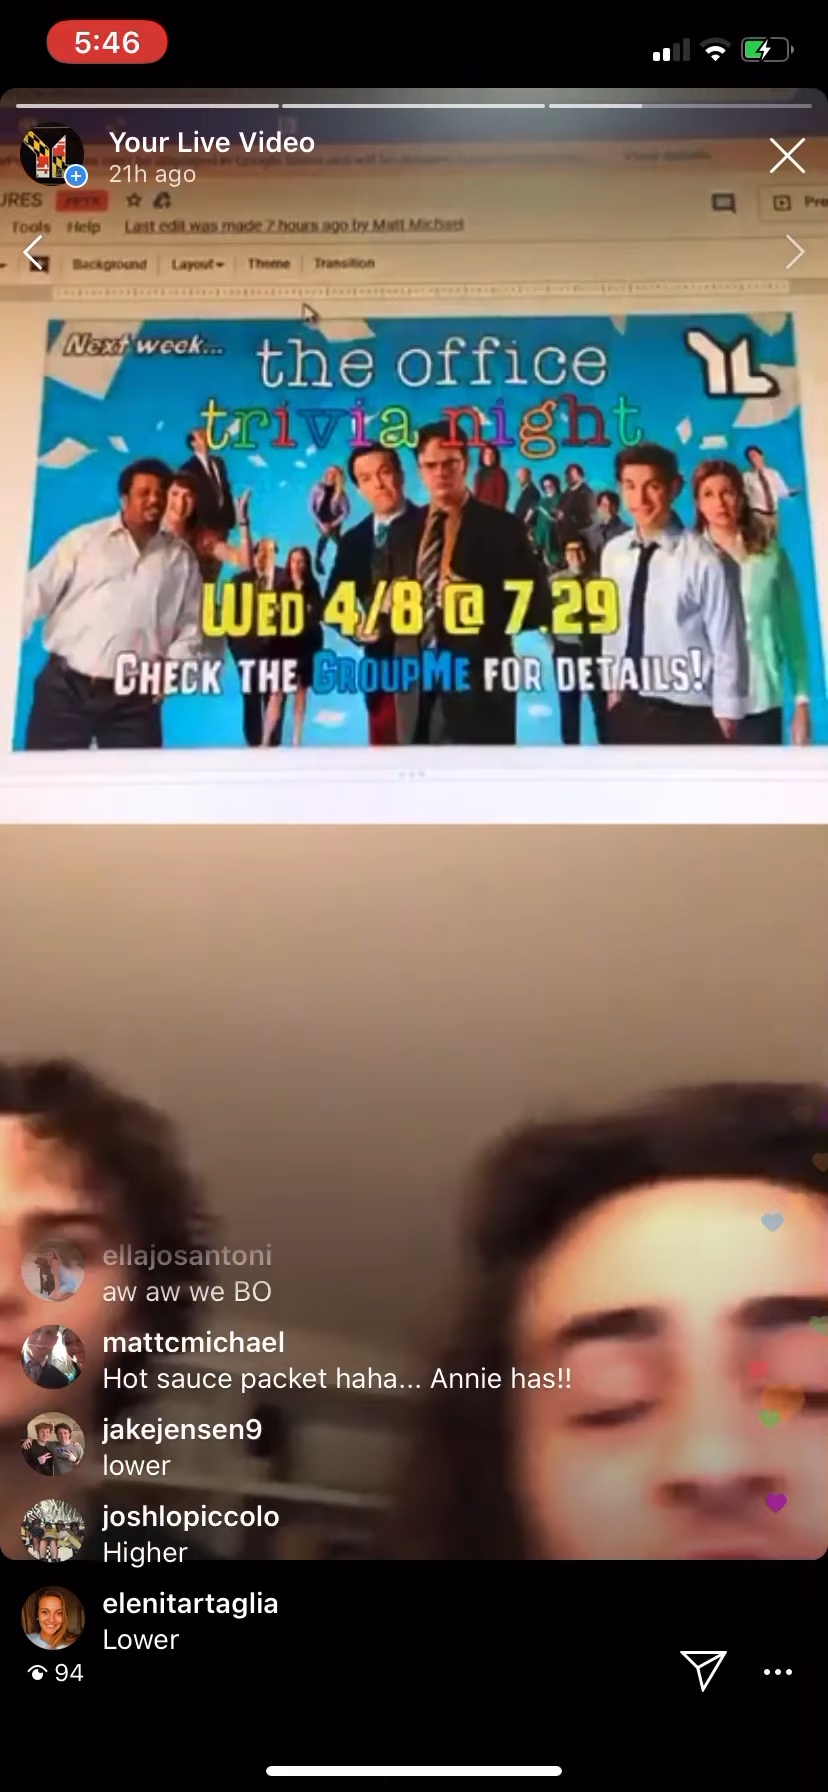 5:46
Your Live Video
21h ago
URES
Tools Help Last edit was made 7 hours ago by Matt Michael
Pre
Background Layout Theme Transition
Next week...
the office
YL
trivia night
WED 4/8 @ 7.29
CHECK THE GROUPME FOR DETAILS!
ellajosantoni
aw aw we BO
mattcmichael
Hot sauce packet haha... Annie has!!
jakejensen9
lower
joshlopiccolo
Higher
elenitartaglia
Lower
94